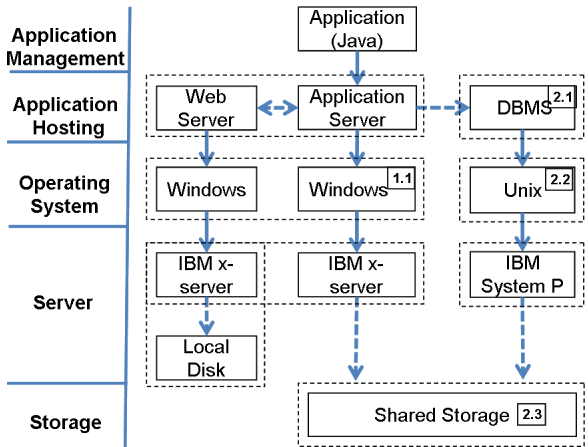 Application
Management
Application
(Java)
Application
Hosting
Web
Server
Application
Server
DBMS
2.1
Operating
System
Windows
Windows
1.1
Unix
2.2
Server
IBM x-
server
IBM x-
server
IBM
System P
Local
Disk
Storage
Shared Storage
2.3